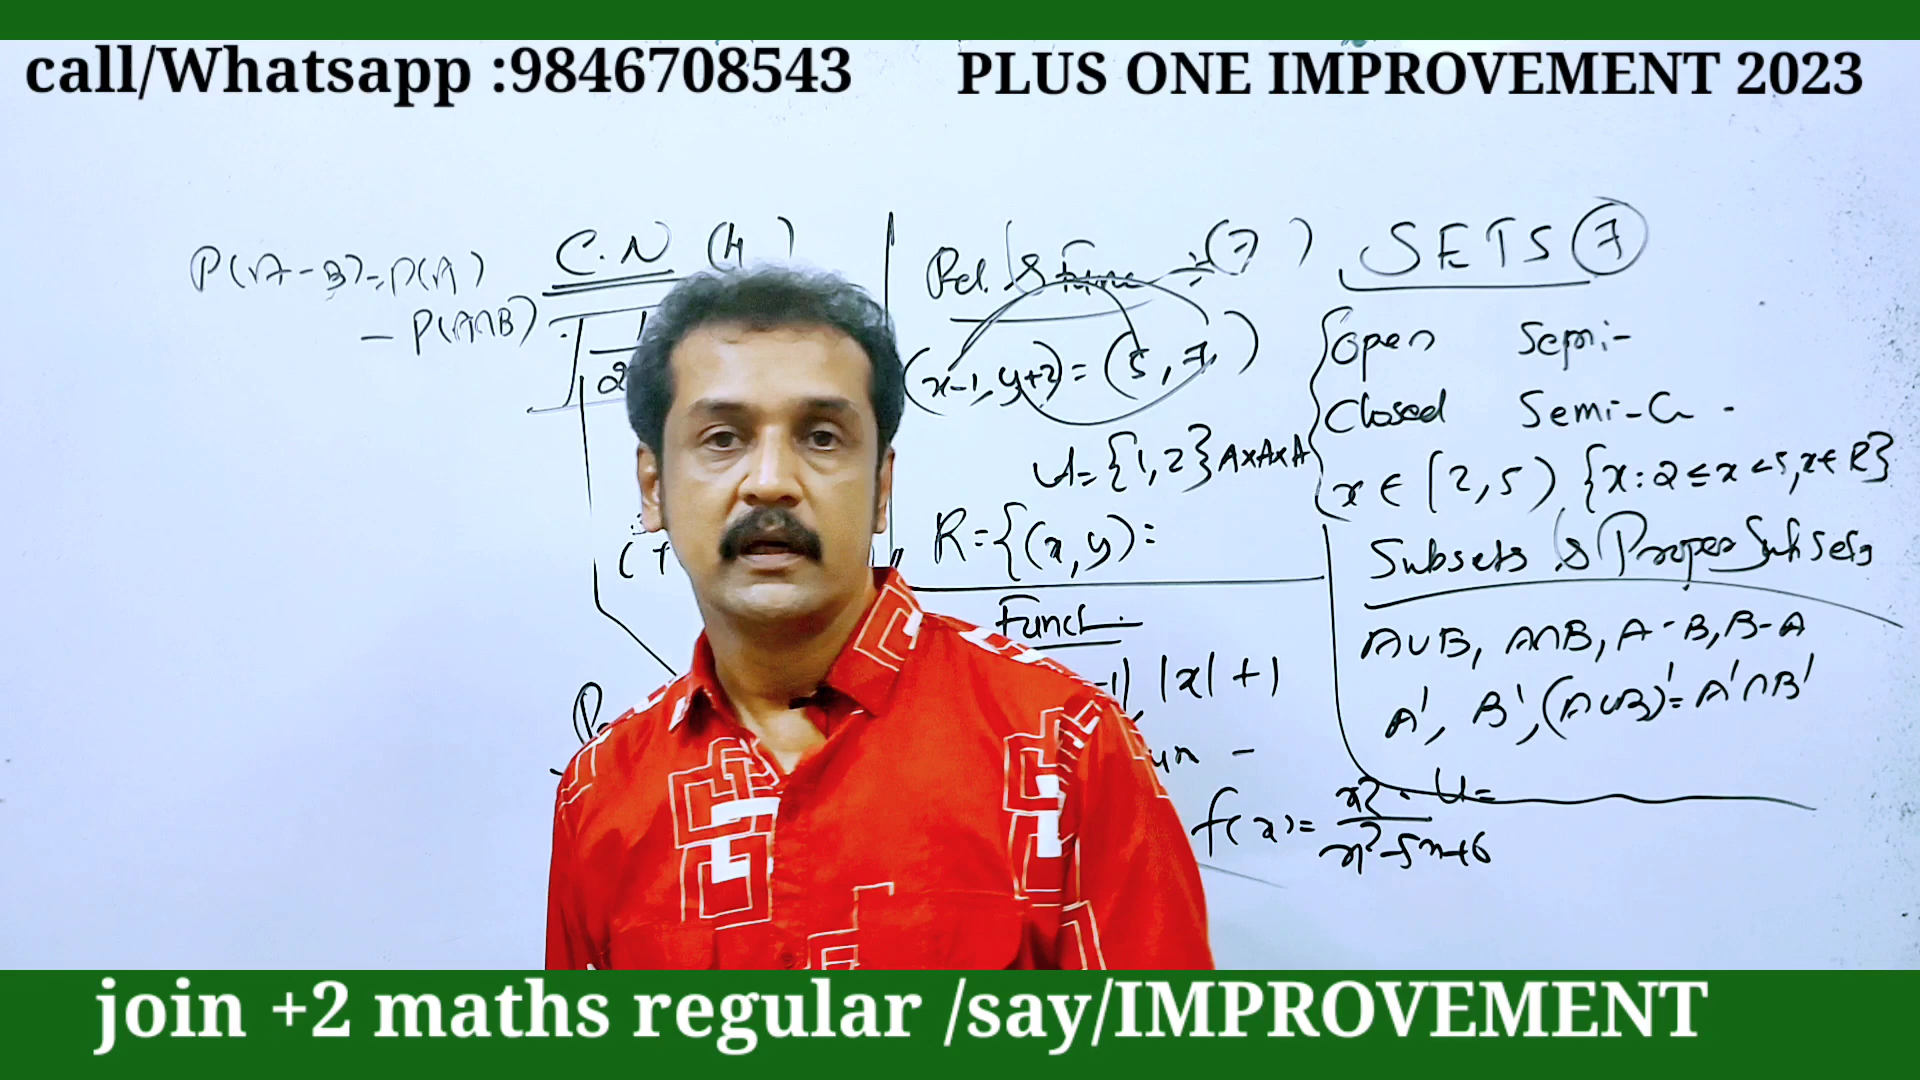 call/Whatsapp :9846708543
PLUS ONE IMPROVEMENT 2023
P(A-B)=P(A)
- P(A∩B)
C.N (4)
Rel. & Func (7)
(x-1, y+2) = (5, 7)
U={1,2} A×A×A
R={(x,y):
Funct.
|x|+1
f(x)= x² / x²-5x+6
SETS 7
Open Semi-
Closed Semi-C -
x ∈ [2,5) {x:2≤x<5,x∈R}
Subsets & Proper Subsets
A∪B, A∩B, A-B, B-A
A', B', (A∪B)'=A'∩B'
U=
join +2 maths regular /say/IMPROVEMENT